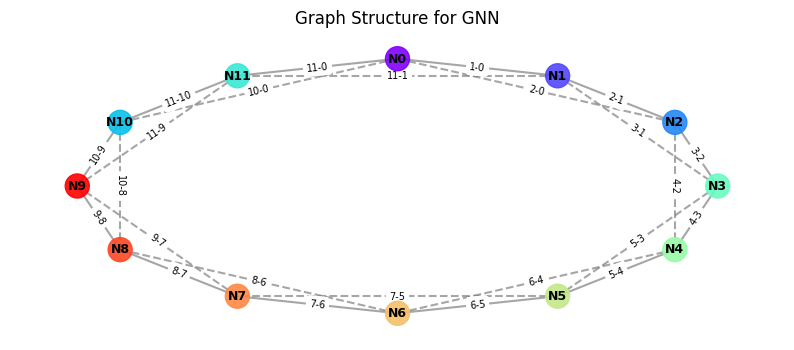 Graph Structure for GNN
N0
11-0
1-0
N11
11-1
N1
10-0
2-0
11-10
2-1
N10
N2
11-9
3-1
10-9
3-2
N9
10-8
4-2
N3
9-8
4-3
9-7
5-3
N8
N4
8-7
5-4
8-6
6-4
N7
7-5
N5
7-6
6-5
N6